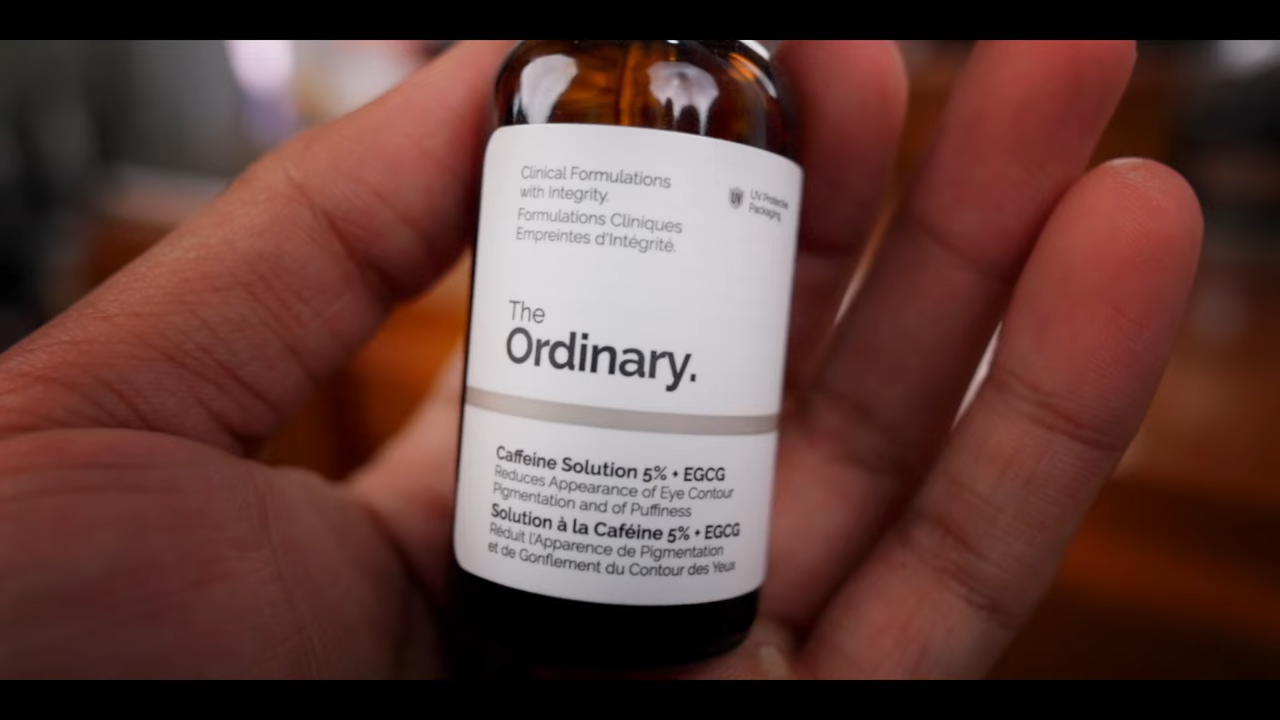 Clinical Formulations
with Integrity.
Formulations Cliniques
Empreintes d'Intégrité.
UV
UV Protective
Packaging
The
Ordinary.
Caffeine Solution 5% + EGCG
Reduces Appearance of Eye Contour
Pigmentation and of Puffiness
Solution à la Caféine 5% + EGCG
Réduit l'Apparence de Pigmentation
et de Gonflement du Contour des Yeux